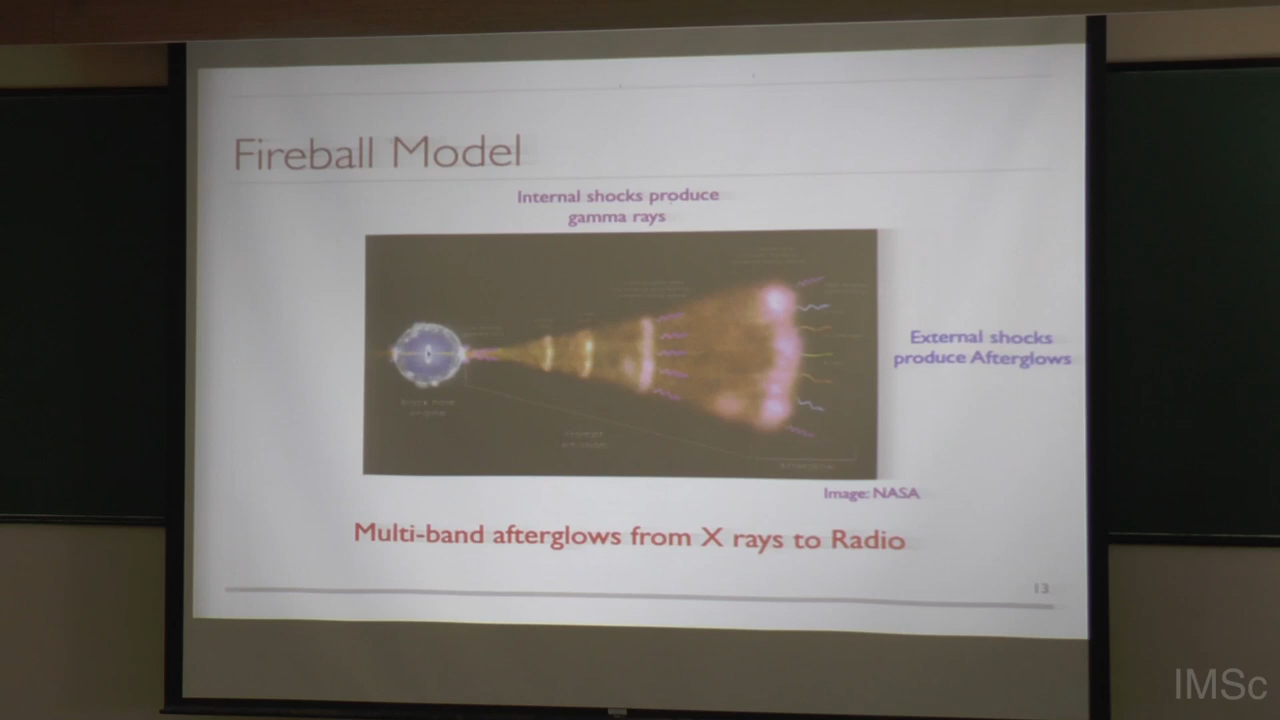 Fireball Model
Internal shocks produce
gamma rays
External shocks
produce Afterglows
Image: NASA
Multi-band afterglows from X rays to Radio
13
IMSc